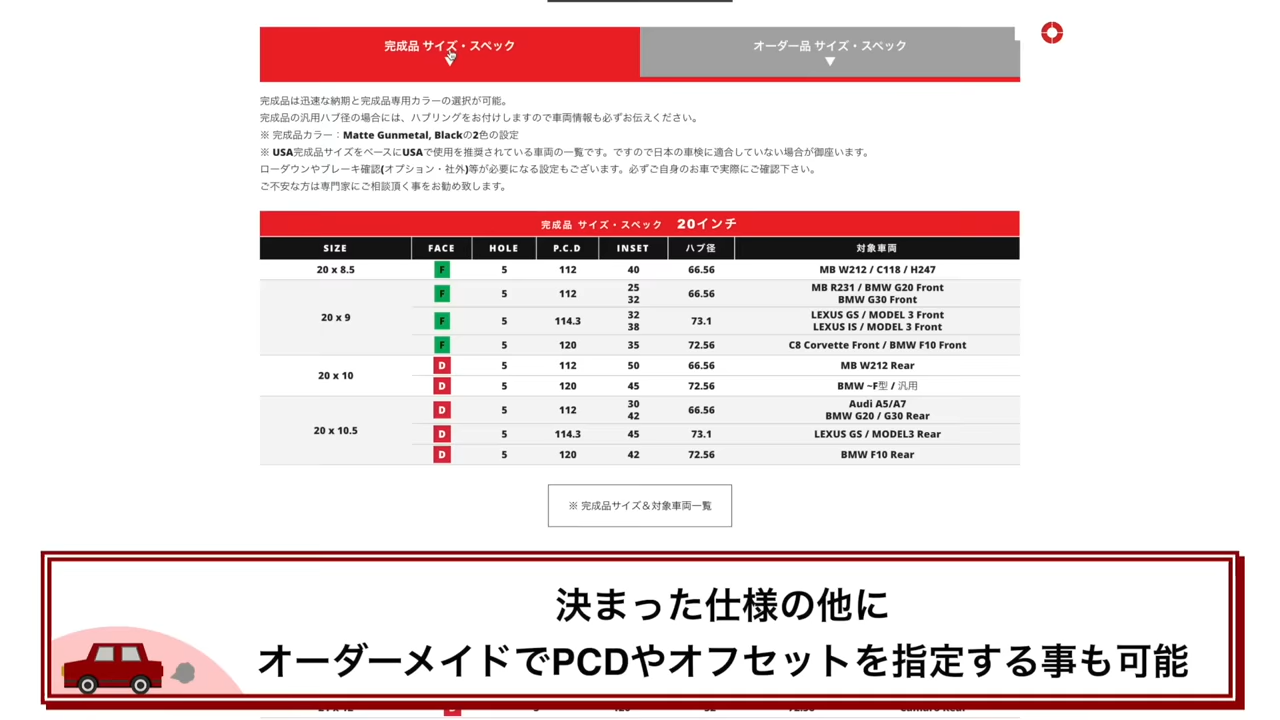 完成品 サイズ・スペック
▼
オーダー品 サイズ・スペック
▼
完成品は迅速な納期と完成品専用カラーの選択が可能。
完成品の汎用ハブ径の場合には、ハブリングをお付けしますので車両情報も必ずお伝えください。
※ 完成品カラー：Matte Gunmetal, Blackの2色の設定
※ USA完成品サイズをベースにUSAで使用を推奨されている車両の一覧です。ですので日本の車検に適合していない場合が御座います。
ローダウンやブレーキ確認(オプション・社外)等が必要になる設定もございます。必ずご自身のお車で実際にご確認下さい。
ご不安な方は専門家にご相談頂く事をお勧め致します。
完成品 サイズ・スペック 20インチ
SIZE FACE HOLE P.C.D INSET ハブ径 対象車両
20 x 8.5 F 5 112 40 66.56 MB W212 / C118 / H247
20 x 9 F 5 112 25 32 66.56 MB R231 / BMW G20 Front
BMW G30 Front
F 5 114.3 32 38 73.1 LEXUS GS / MODEL 3 Front
LEXUS IS / MODEL 3 Front
F 5 120 35 72.56 C8 Corvette Front / BMW F10 Front
20 x 10 D 5 112 50 66.56 MB W212 Rear
D 5 120 45 72.56 BMW ~F型 / 汎用
20 x 10.5 D 5 112 30 42 66.56 Audi A5/A7
BMW G20 / G30 Rear
D 5 114.3 45 73.1 LEXUS GS / MODEL3 Rear
D 5 120 42 72.56 BMW F10 Rear
※ 完成品サイズ＆対象車両一覧
決まった仕様の他に
オーダーメイドでPCDやオフセットを指定する事も可能